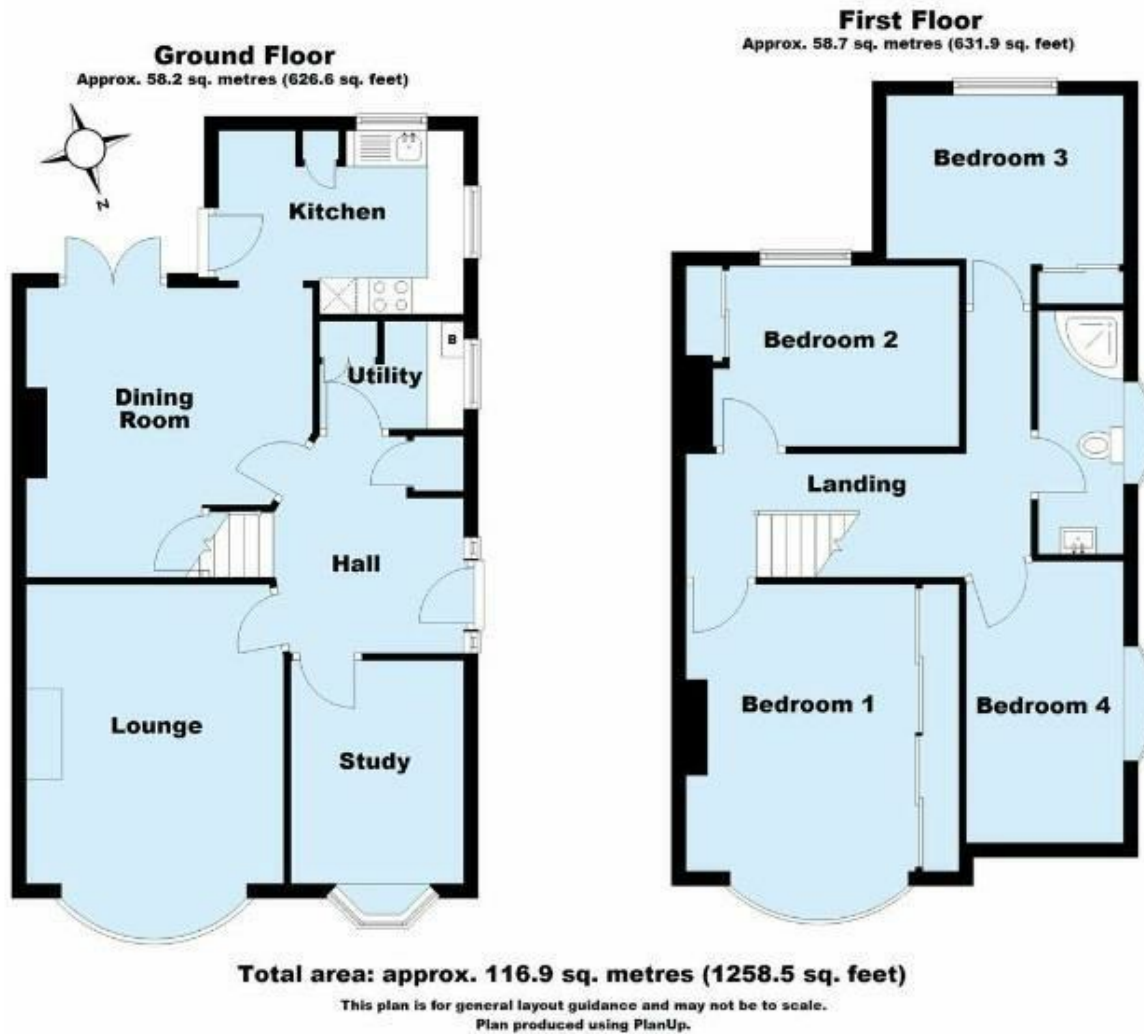 Ground Floor
Approx. 58.2 sq. metres (626.6 sq. feet)
N
Kitchen
Utility
B
Dining
Room
Hall
Lounge
Study
First Floor
Approx. 58.7 sq. metres (631.9 sq. feet)
Bedroom 3
Bedroom 2
Landing
Bedroom 1
Bedroom 4
Total area: approx. 116.9 sq. metres (1258.5 sq. feet)
This plan is for general layout guidance and may not be to scale.
Plan produced using PlanUp.